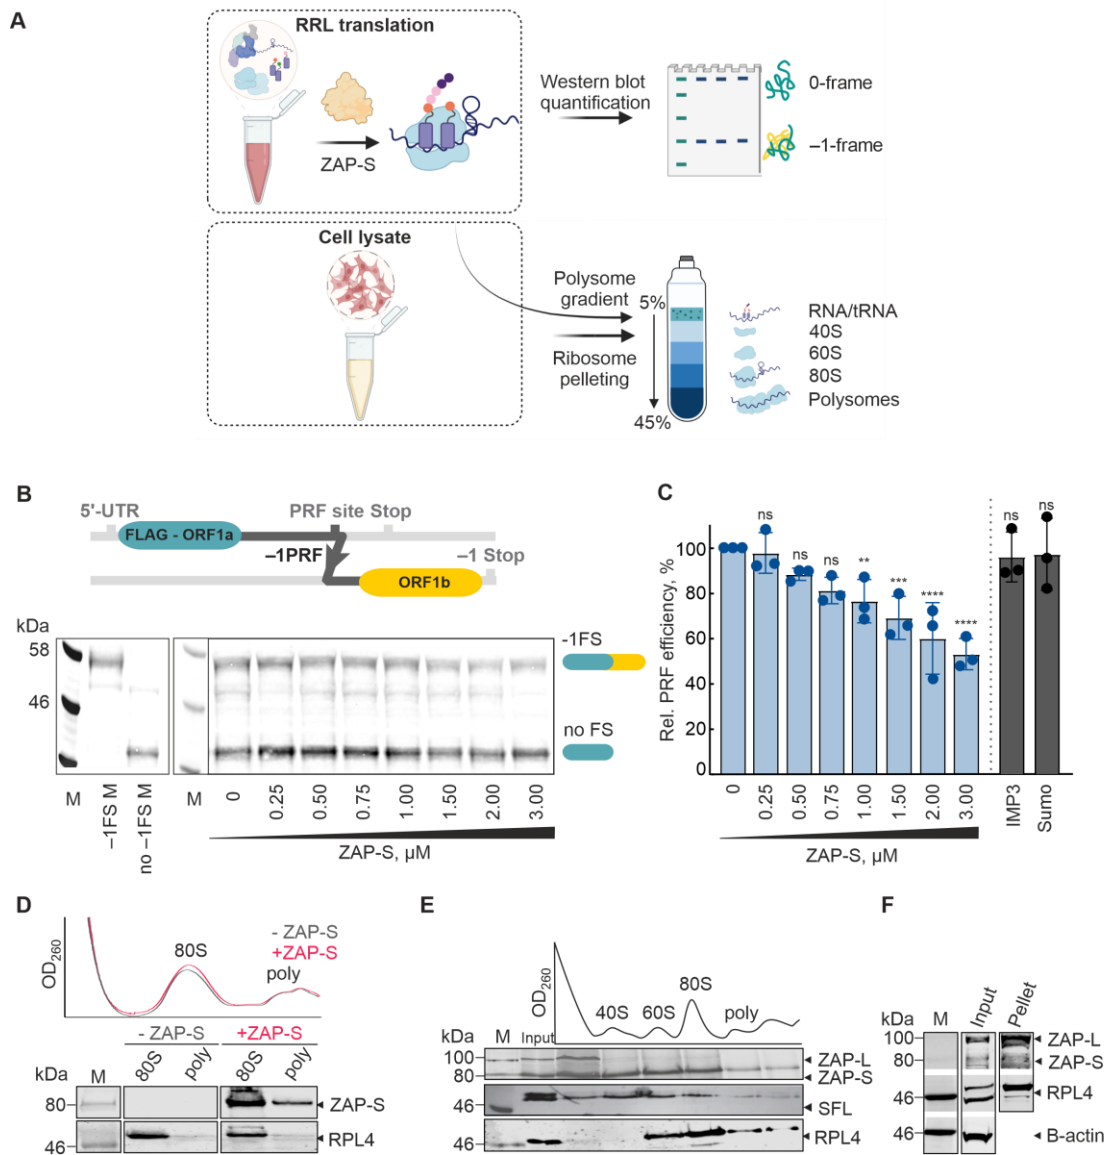 A
RRL translation
ZAP-S
Western blot
quantification
0-frame
–1-frame
Cell lysate
Polysome
gradient
Ribosome
pelleting
5%
45%
RNA/tRNA
40S
60S
80S
Polysomes
B
5'-UTR
PRF site Stop
FLAG - ORF1a
–1PRF
–1 Stop
ORF1b
kDa
58
46
-1FS
no FS
M
–1FS M
no –1FS M
M
0
0.25
0.50
0.75
1.00
1.50
2.00
3.00
ZAP-S, µM
C
Rel. PRF efficiency, %
100
80
60
40
20
0
ns
ns
ns
**
***
****
****
ns
ns
0
0.25
0.50
0.75
1.00
1.50
2.00
3.00
IMP3
Sumo
ZAP-S, µM
D
OD260
80S
- ZAP-S
+ZAP-S
poly
- ZAP-S
+ZAP-S
kDa
M
80S
poly
80S
poly
80
ZAP-S
46
RPL4
E
OD260
40S
60S
80S
poly
kDa
M
Input
100
80
ZAP-L
ZAP-S
46
SFL
46
RPL4
F
kDa
M
Input
Pellet
100
80
46
46
ZAP-L
ZAP-S
RPL4
B-actin